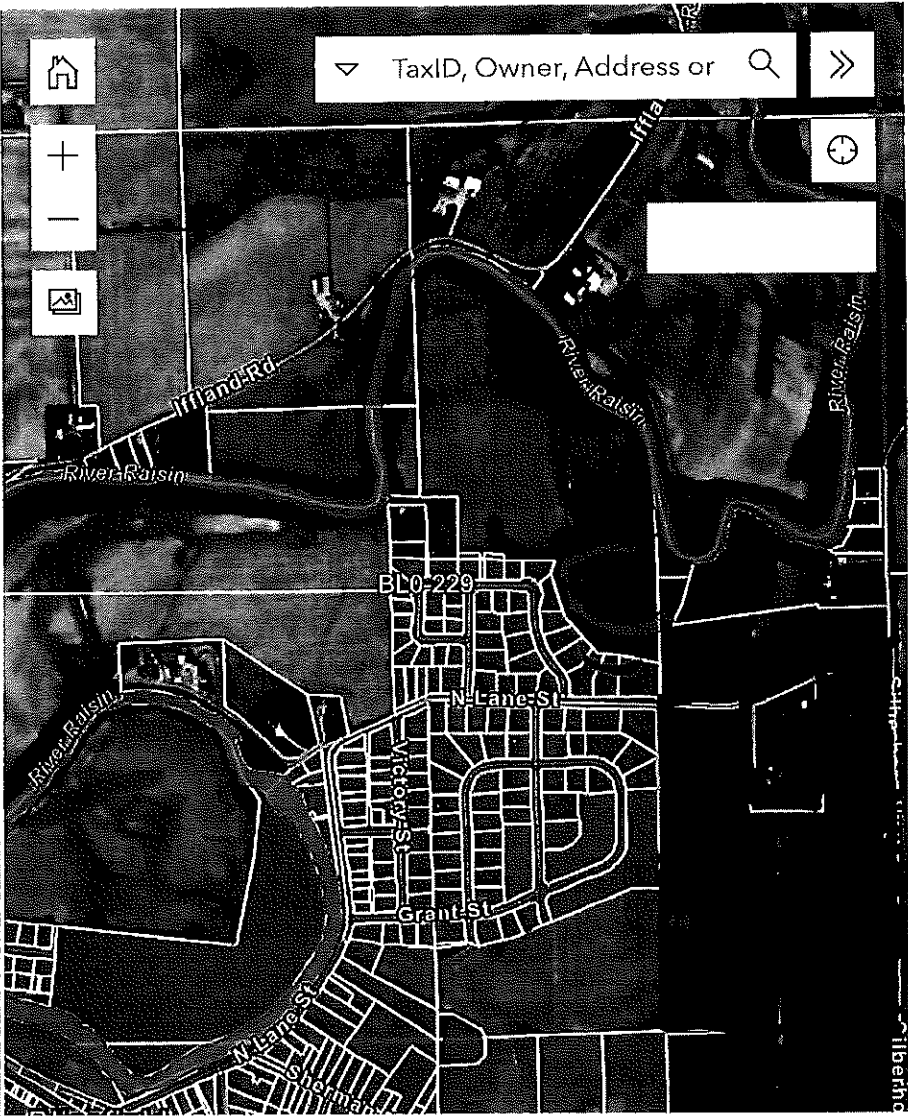 TaxID, Owner, Address or
Iffla
River Raisin
River Raisin
Iffland Rd
River Raisin
BL0-229
N Lane St
River Raisin
Victory St
Grant St
N Lane St